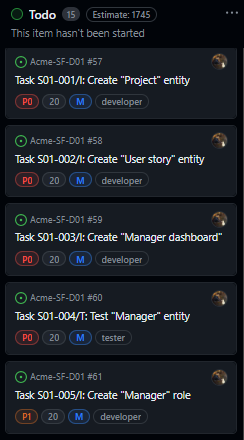 Todo 15 Estimate: 1745
This item hasn't been started
Acme-SF-D01 #57
Task S01-001/I: Create "Project" entity
P0 20 M developer
Acme-SF-D01 #58
Task S01-002/I: Create "User story" entity
P0 20 M developer
Acme-SF-D01 #59
Task S01-003/I: Create "Manager dashboard"
P0 20 M developer
Acme-SF-D01 #60
Task S01-004/T: Test "Manager" entity
P0 20 M tester
Acme-SF-D01 #61
Task S01-005/I: Create "Manager" role
P1 20 M developer